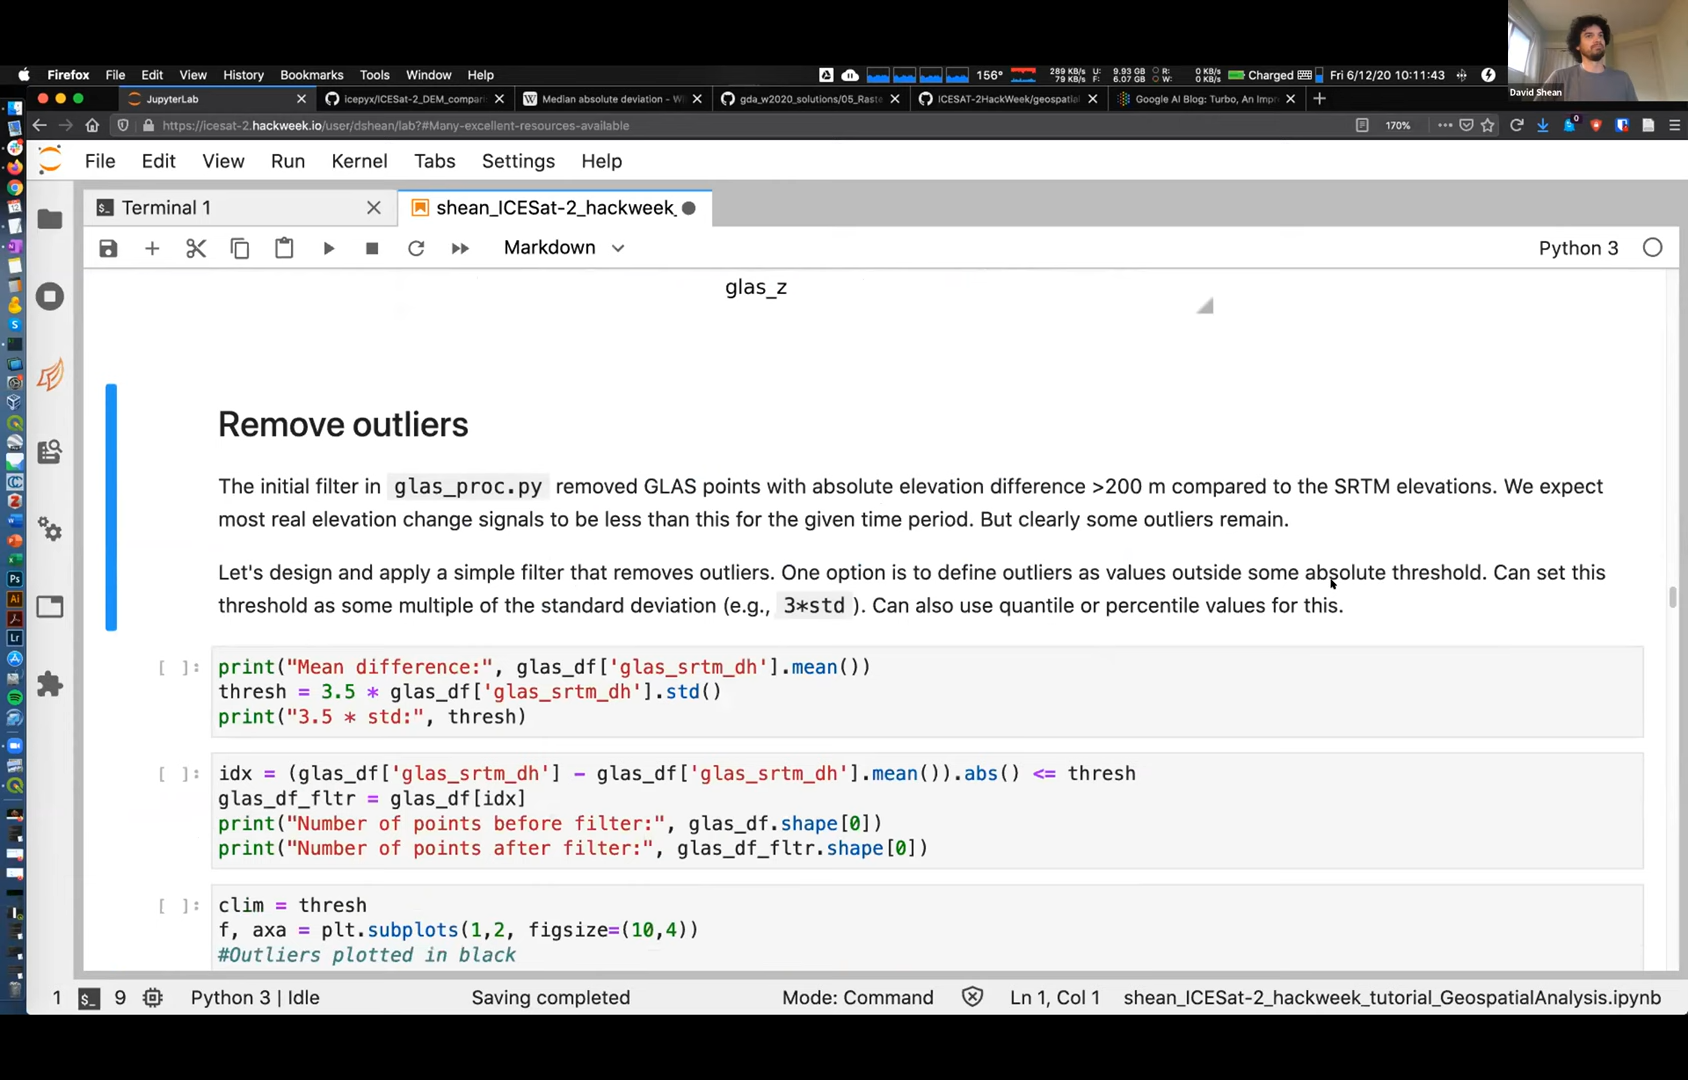 David Shean
Firefox File Edit View History Bookmarks Tools Window Help
156° 289 KB/s 79 KB/s U: 9.93 GB F: 6.07 GB R: 0 KB/s W: 0 KB/s Charged Fri 6/12/20 10:11:43
JupyterLab icepyx/ICESat-2_DEM_compari Median absolute deviation - Wi gda_w2020_solutions/05_Raste ICESAT-2HackWeek/geospatial Google AI Blog: Turbo, An Impr
https://icesat-2.hackweek.io/user/dshean/lab?#Many-excellent-resources-available 170%
File Edit View Run Kernel Tabs Settings Help
Terminal 1 shean_ICESat-2_hackweek_
Markdown Python 3
glas_z
Remove outliers
The initial filter in glas_proc.py removed GLAS points with absolute elevation difference >200 m compared to the SRTM elevations. We expect
most real elevation change signals to be less than this for the given time period. But clearly some outliers remain.
Let's design and apply a simple filter that removes outliers. One option is to define outliers as values outside some absolute threshold. Can set this
threshold as some multiple of the standard deviation (e.g., 3*std ). Can also use quantile or percentile values for this.
[ ]: print("Mean difference:", glas_df['glas_srtm_dh'].mean())
thresh = 3.5 * glas_df['glas_srtm_dh'].std()
print("3.5 * std:", thresh)
[ ]: idx = (glas_df['glas_srtm_dh'] - glas_df['glas_srtm_dh'].mean()).abs() <= thresh
glas_df_fltr = glas_df[idx]
print("Number of points before filter:", glas_df.shape[0])
print("Number of points after filter:", glas_df_fltr.shape[0])
[ ]: clim = thresh
f, axa = plt.subplots(1,2, figsize=(10,4))
#Outliers plotted in black
1 9 Python 3 | Idle Saving completed Mode: Command Ln 1, Col 1 shean_ICESat-2_hackweek_tutorial_GeospatialAnalysis.ipynb